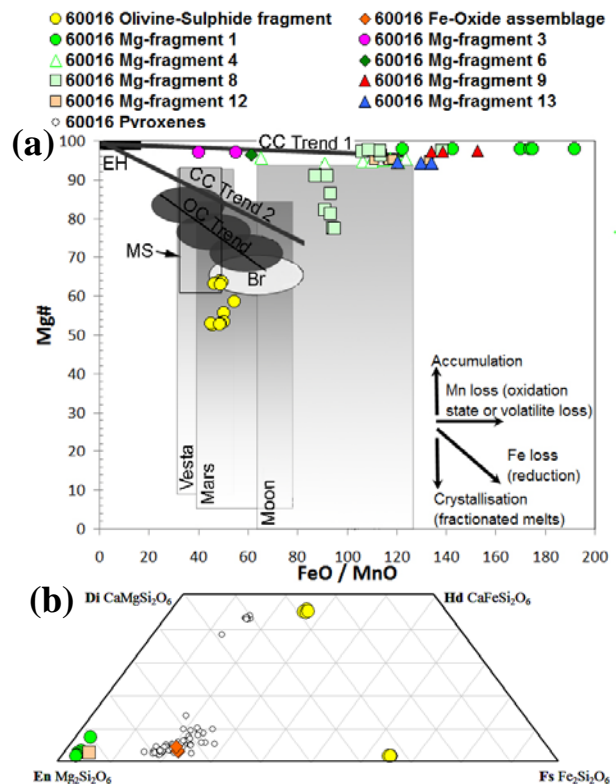 60016 Olivine-Sulphide fragment 60016 Fe-Oxide assemblage
60016 Mg-fragment 1 60016 Mg-fragment 3
60016 Mg-fragment 4 60016 Mg-fragment 6
60016 Mg-fragment 8 60016 Mg-fragment 9
60016 Mg-fragment 12 60016 Mg-fragment 13
60016 Pyroxenes
(a)
100
90
80
70
60
50
40
30
20
10
0
Mg#
EH
CC Trend 1
CC Trend 2
OC Trend
MS
Br
Vesta
Mars
Moon
Accumulation
Mn loss (oxidation
state or volatilite loss)
Fe loss
(reduction)
Crystallisation
(fractionated melts)
0 20 40 60 80 100 120 140 160 180 200
FeO / MnO
(b)
Di CaMgSi2O6 Hd CaFeSi2O6
En Mg2Si2O6 Fs Fe2Si2O6